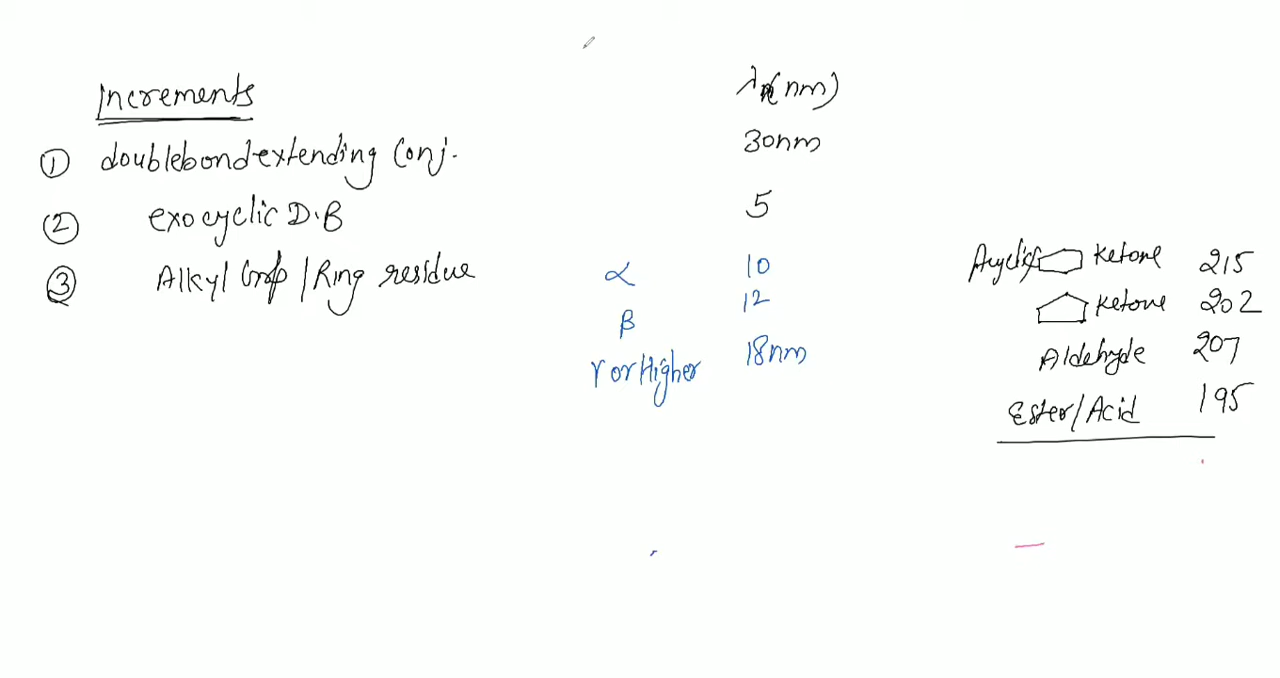 Increments λ (nm)
① doublebond extending Conj. 30nm
② exocyclic D.B 5
③ Alkyl Grp / Ring residue α 10
β 12
γ or Higher 18nm
Acyclic Ketone 215
Ketone 202
Aldehyde 207
Ester/Acid 195